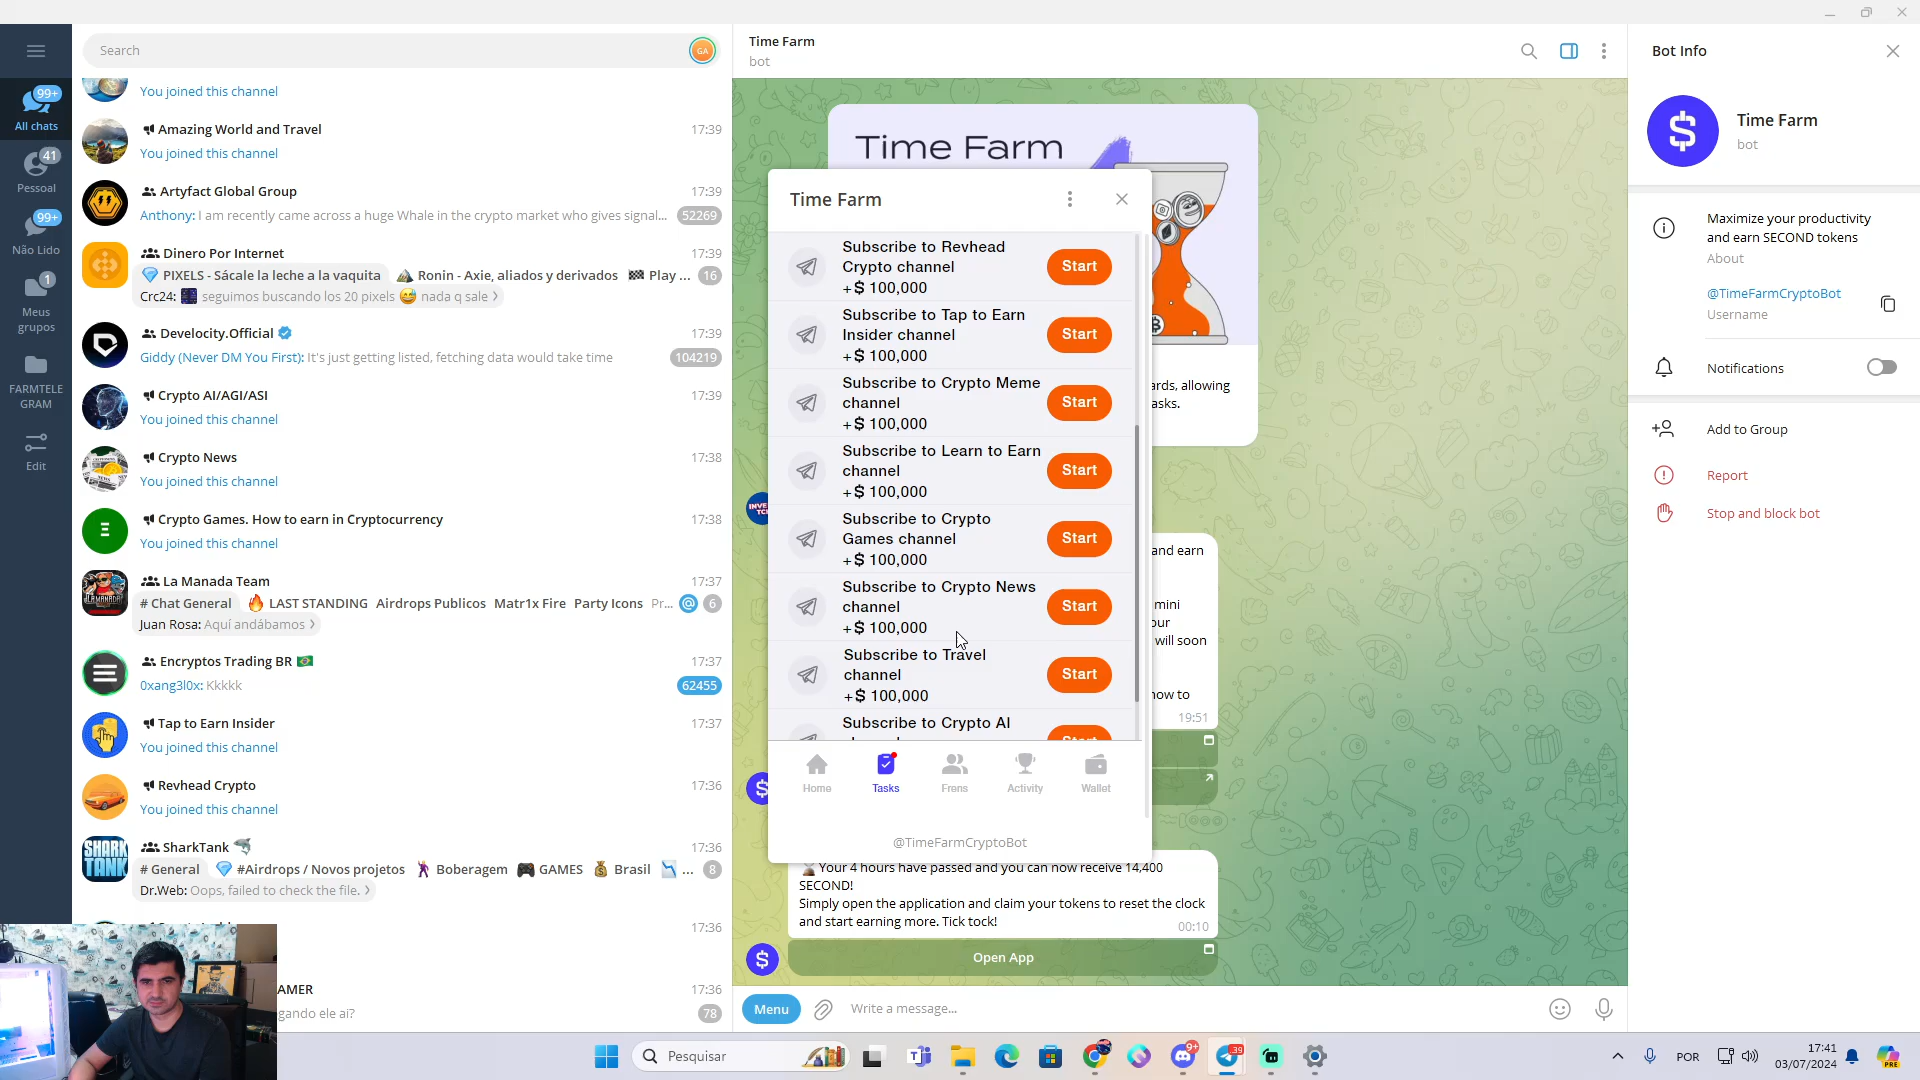 Search
GA
You joined this channel
99+
All chats
41
Pessoal
99+
Não Lido
1
Meus
grupos
FARMTELE
GRAM
Edit
Amazing World and Travel
17:39
You joined this channel
Artyfact Global Group
17:39
Anthony: I am recently came across a huge Whale in the crypto market who gives signal...
52269
Dinero Por Internet
17:39
PIXELS - Sácale la leche a la vaquita
Ronin - Axie, aliados y derivados
Play ...
16
Crc24: seguimos buscando los 20 pixels 😅 nada q sale
Develocity.Official
17:39
Giddy (Never DM You First): It's just getting listed, fetching data would take time
104219
Crypto AI/AGI/ASI
17:39
You joined this channel
Crypto News
17:38
You joined this channel
Crypto Games. How to earn in Cryptocurrency
17:38
You joined this channel
La Manada Team
17:37
# Chat General 🔥 LAST STANDING Airdrops Publicos Matr1x Fire Party Icons Pr...
@ 6
Juan Rosa: Aquí andábamos
Encryptos Trading BR 🇧🇷
17:37
0xang3l0x: Kkkkk
62455
Tap to Earn Insider
17:37
You joined this channel
Revhead Crypto
17:36
You joined this channel
SHARK
TANK
SharkTank
17:36
# General 💎 #Airdrops / Novos projetos Boberagem 🎮 GAMES 💰 Brasil ...
8
Dr.Web: Oops, failed to check the file.
17:36
AMER
17:36
gando ele ai?
78
Time Farm
bot
Time Farm
ards, allowing
asks.
and earn
mini
our
will soon
how to
19:51
Time Farm
Subscribe to Revhead
Crypto channel
+$ 100,000
Start
Subscribe to Tap to Earn
Insider channel
+$ 100,000
Start
Subscribe to Crypto Meme
channel
+$ 100,000
Start
Subscribe to Learn to Earn
channel
+$ 100,000
Start
Subscribe to Crypto
Games channel
+$ 100,000
Start
Subscribe to Crypto News
channel
+$ 100,000
Start
Subscribe to Travel
channel
+$ 100,000
Start
Subscribe to Crypto AI
Start
Home
Tasks
Frens
Activity
Wallet
@TimeFarmCryptoBot
⌛ Your 4 hours have passed and you can now receive 14,400
SECOND!
Simply open the application and claim your tokens to reset the clock
and start earning more. Tick tock!
00:10
Open App
Menu
Write a message...
Bot Info
Time Farm
bot
Maximize your productivity
and earn SECOND tokens
About
@TimeFarmCryptoBot
Username
Notifications
Add to Group
Report
Stop and block bot
Pesquisar
9+
39
POR
17:41
03/07/2024
PRE